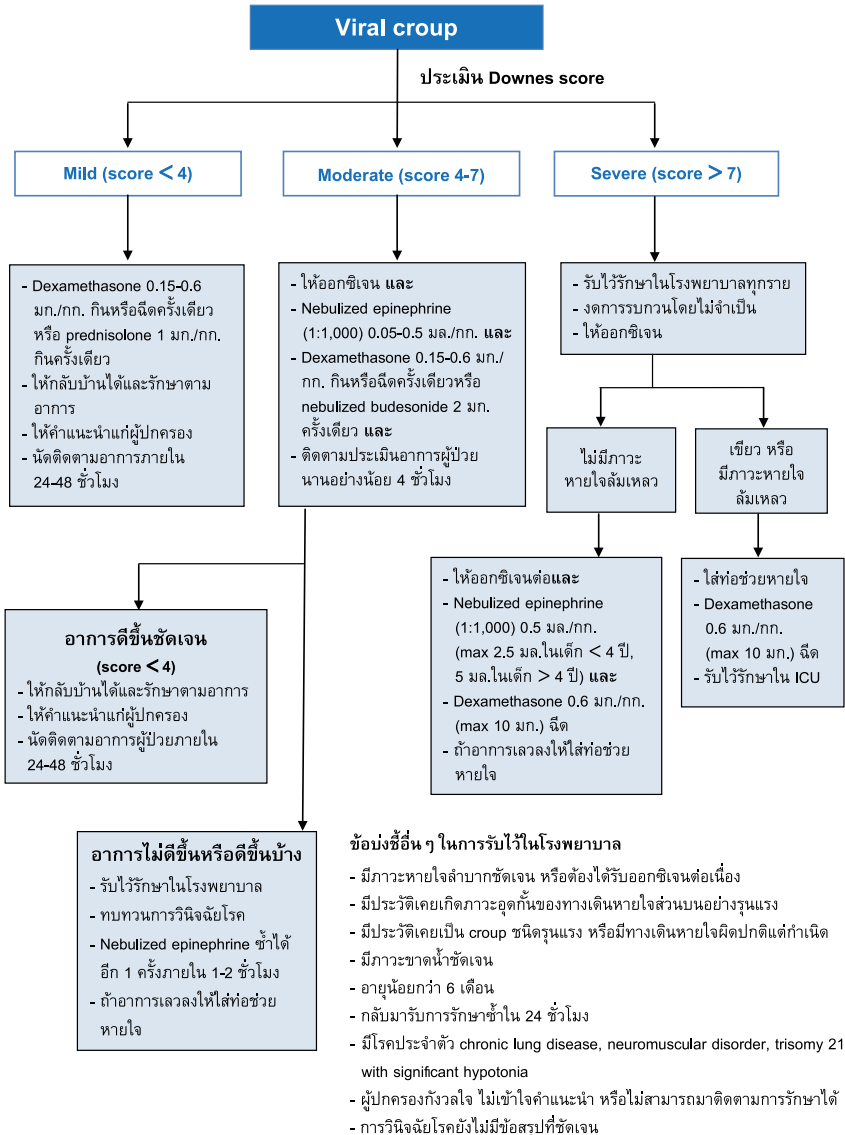 Viral croup
ประเมิน Downes score
Mild (score < 4)
Moderate (score 4-7)
Severe (score > 7)
- Dexamethasone 0.15-0.6
มก./กก. กินหรือฉีดครั้งเดียว
หรือ prednisolone 1 มก./กก.
กินครั้งเดียว
- ให้กลับบ้านได้และรักษาตาม
อาการ
- ให้คำแนะนำแก่ผู้ปกครอง
- นัดติดตามอาการภายใน
24-48 ชั่วโมง
- ให้ออกซิเจน และ
- Nebulized epinephrine
(1:1,000) 0.05-0.5 มล./กก. และ
- Dexamethasone 0.15-0.6 มก./
กก. กินหรือฉีดครั้งเดียวหรือ
nebulized budesonide 2 มก.
ครั้งเดียว และ
- ติดตามประเมินอาการผู้ป่วย
นานอย่างน้อย 4 ชั่วโมง
- รับไว้รักษาในโรงพยาบาลทุกราย
- งดการรบกวนโดยไม่จำเป็น
- ให้ออกซิเจน
ไม่มีภาวะ
หายใจล้มเหลว
เขียว หรือ
มีภาวะหายใจ
ล้มเหลว
- ให้ออกซิเจนต่อและ
- Nebulized epinephrine
(1:1,000) 0.5 มล./กก.
(max 2.5 มล.ในเด็ก < 4 ปี,
5 มล.ในเด็ก > 4 ปี) และ
- Dexamethasone 0.6 มก./กก.
(max 10 มก.) ฉีด
- ถ้าอาการเลวลงให้ใส่ท่อช่วย
หายใจ
- ใส่ท่อช่วยหายใจ
- Dexamethasone
0.6 มก./กก.
(max 10 มก.) ฉีด
- รับไว้รักษาใน ICU
อาการดีขึ้นชัดเจน
(score < 4)
- ให้กลับบ้านได้และรักษาตามอาการ
- ให้คำแนะนำแก่ผู้ปกครอง
- นัดติดตามอาการผู้ป่วยภายใน
24-48 ชั่วโมง
อาการไม่ดีขึ้นหรือดีขึ้นบ้าง
- รับไว้รักษาในโรงพยาบาล
- ทบทวนการวินิจฉัยโรค
- Nebulized epinephrine ซ้ำได้
อีก 1 ครั้งภายใน 1-2 ชั่วโมง
- ถ้าอาการเลวลงให้ใส่ท่อช่วย
หายใจ
ข้อบ่งชี้อื่น ๆ ในการรับไว้ในโรงพยาบาล
- มีภาวะหายใจลำบากชัดเจน หรือต้องได้รับออกซิเจนต่อเนื่อง
- มีประวัติเคยเกิดภาวะอุดกั้นของทางเดินหายใจส่วนบนอย่างรุนแรง
- มีประวัติเคยเป็น croup ชนิดรุนแรง หรือมีทางเดินหายใจผิดปกติแต่กำเนิด
- มีภาวะขาดน้ำชัดเจน
- อายุน้อยกว่า 6 เดือน
- กลับมารับการรักษาซ้ำใน 24 ชั่วโมง
- มีโรคประจำตัว chronic lung disease, neuromuscular disorder, trisomy 21
with significant hypotonia
- ผู้ปกครองกังวลใจ ไม่เข้าใจคำแนะนำ หรือไม่สามารถมาติดตามการรักษาได้
- การวินิจฉัยโรคยังไม่มีข้อสรุปที่ชัดเจน